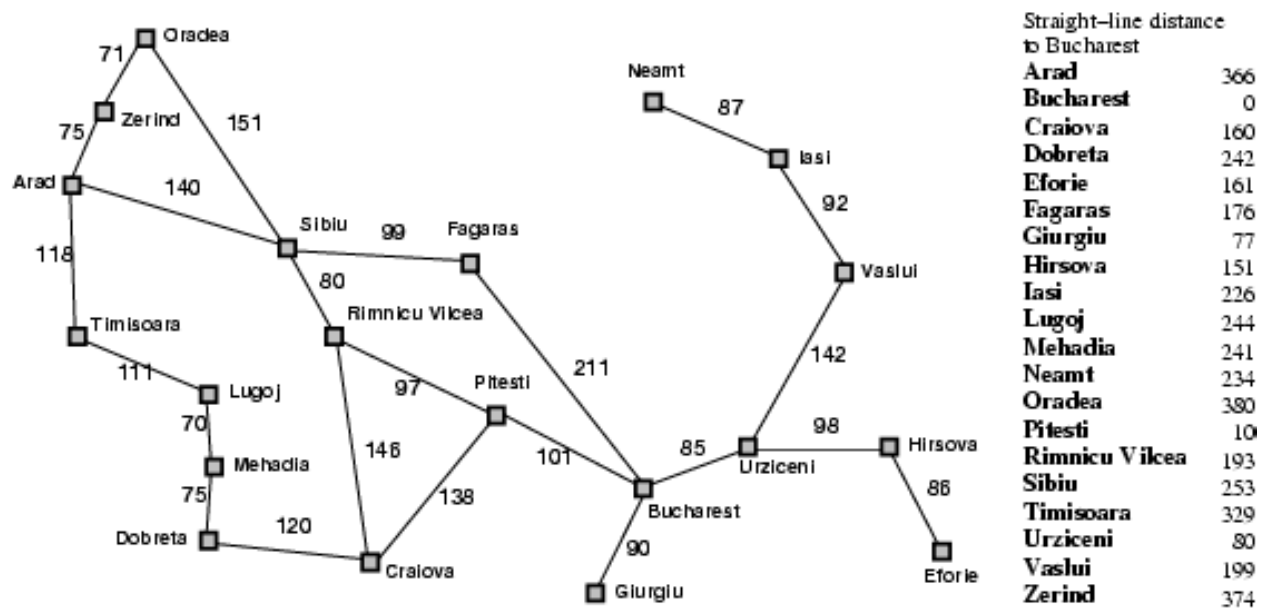 Oradea
71
Neamt
Zerind
87
151
75
Iasi
Arad
140
92
Sibiu
99
Fagaras
118
80
Vaslui
Rimnicu Vilcea
Timisoara
142
111
211
Pitesti
Lugoj
97
70
98
85
Hirsova
146
101
Urziceni
Mehadia
86
75
138
Bucharest
120
Dobreta
90
Craiova
Eforie
Giurgiu
Straight–line distance
to Bucharest
Arad 366
Bucharest 0
Craiova 160
Dobreta 242
Eforie 161
Fagaras 176
Giurgiu 77
Hirsova 151
Iasi 226
Lugoj 244
Mehadia 241
Neamt 234
Oradea 380
Pitesti 10
Rimnicu Vilcea 193
Sibiu 253
Timisoara 329
Urziceni 80
Vaslui 199
Zerind 374